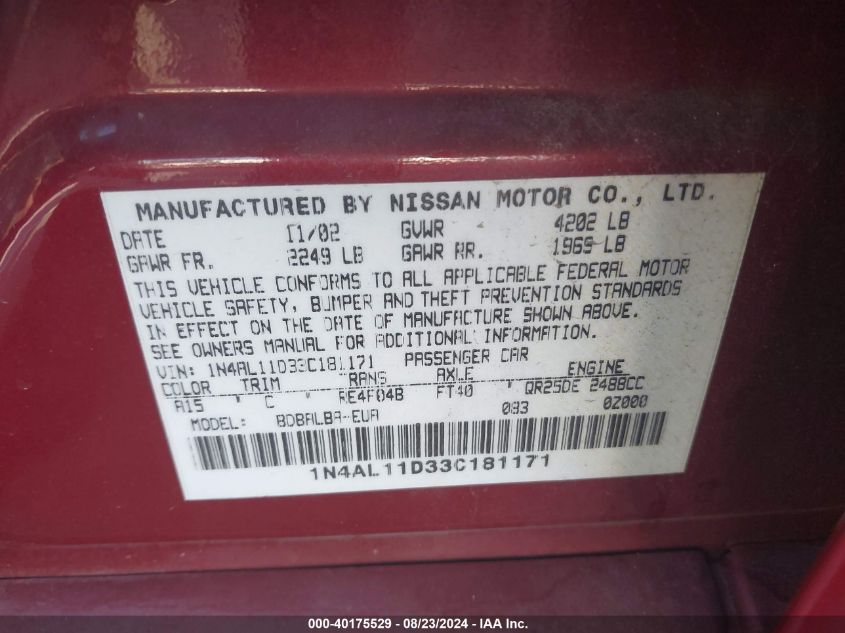 MANUFACTURED BY NISSAN MOTOR CO., LTD.
DATE 11/02 GVWR 4202 LB
GAWR FR. 2249 LB GAWR RR. 1969 LB
THIS VEHICLE CONFORMS TO ALL APPLICABLE FEDERAL MOTOR
VEHICLE SAFETY, BUMPER AND THEFT PREVENTION STANDARDS
IN EFFECT ON THE DATE OF MANUFACTURE SHOWN ABOVE.
SEE OWNERS MANUAL FOR ADDITIONAL INFORMATION.
VIN: 1N4AL11D33C181171 PASSENGER CAR
COLOR TRIM TRANS AXLE ENGINE
A15 C RE4F04B FT40 QR25DE 2488CC
MODEL: BDBALBA-EUA 083 0Z000
1N4AL11D33C181171
000-40175529 - 08/23/2024 - IAA Inc.